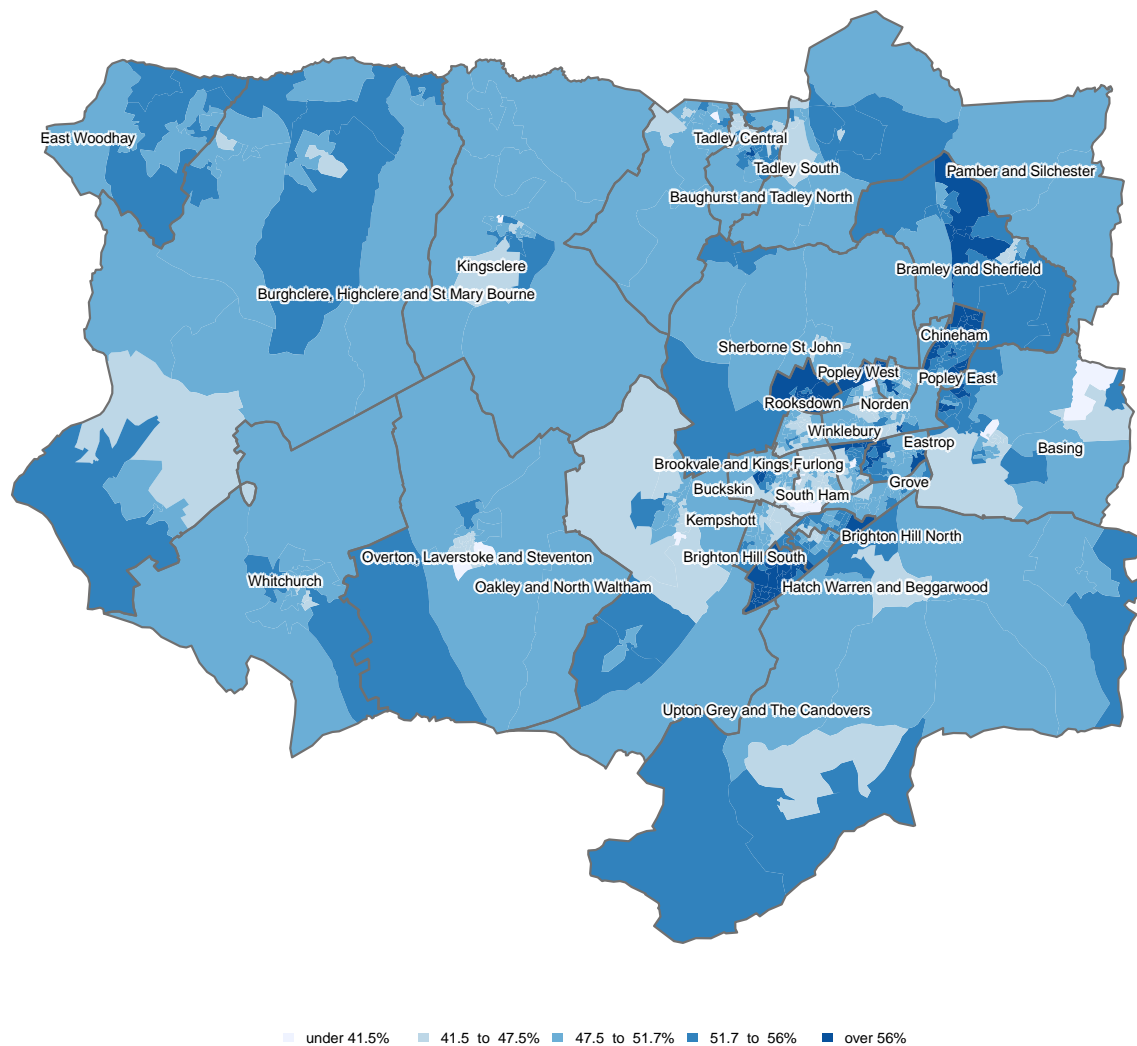 East Woodhay
Tadley Central
Tadley South
Pamber and Silchester
Baughurst and Tadley North
Kingsclere
Bramley and Sherfield
Burghclere, Highclere and St Mary Bourne
Chineham
Sherborne St John
Popley West
Popley East
Rooksdown
Norden
Winklebury
Eastrop
Basing
Brookvale and Kings Furlong
Grove
Buckskin
South Ham
Kempshott
Brighton Hill North
Overton, Laverstoke and Steventon
Brighton Hill South
Whitchurch
Oakley and North Waltham
Hatch Warren and Beggarwood
Upton Grey and The Candovers
under 41.5%
41.5 to 47.5%
47.5 to 51.7%
51.7 to 56%
over 56%